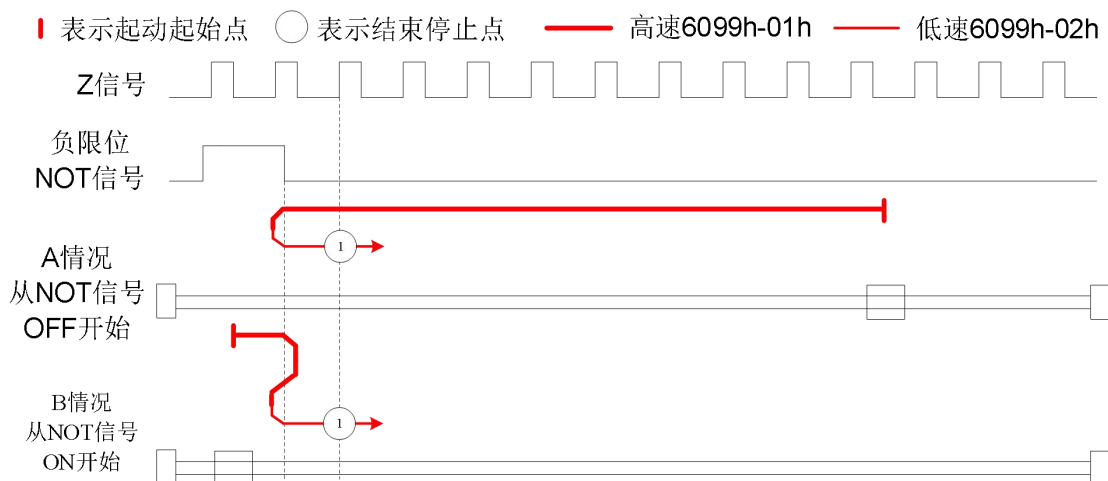 表示起动起始点 表示结束停止点 高速6099h-01h 低速6099h-02h
Z信号
负限位
NOT信号
1
A情况
从NOT信号
OFF开始
1
B情况
从NOT信号
ON开始